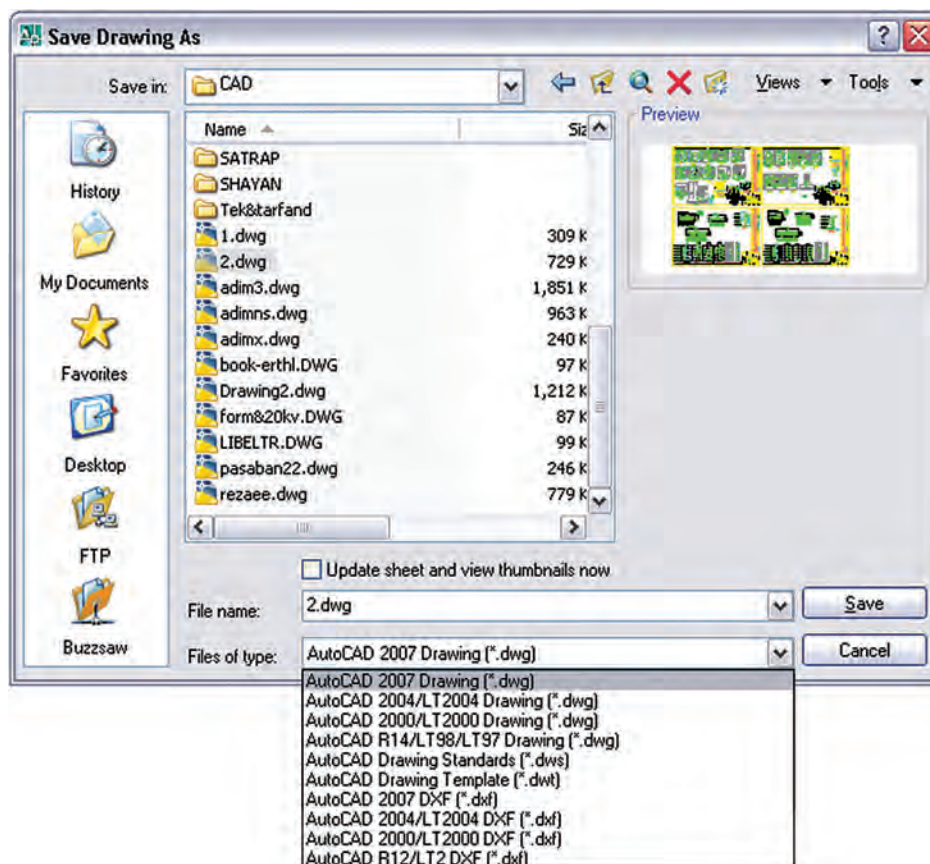 Save Drawing As
Save in:
CAD
Views
Tools
History
My Documents
Favorites
Desktop
FTP
Buzzsaw
Name
Siz
SATRAP
SHAYAN
Tek&tarfand
1.dwg 309 K
2.dwg 729 K
adim3.dwg 1,851 K
adimns.dwg 963 K
adimx.dwg 240 K
book-erthl.DWG 97 K
Drawing2.dwg 1,212 K
form&20kv.DWG 87 K
LIBELTR.DWG 99 K
pasaban22.dwg 246 K
rezaee.dwg 779 K
Preview
Update sheet and view thumbnails now
File name: 2.dwg
Save
Files of type: AutoCAD 2007 Drawing (*.dwg)
Cancel
AutoCAD 2007 Drawing (*.dwg)
AutoCAD 2004/LT2004 Drawing (*.dwg)
AutoCAD 2000/LT2000 Drawing (*.dwg)
AutoCAD R14/LT98/LT97 Drawing (*.dwg)
AutoCAD Drawing Standards (*.dws)
AutoCAD Drawing Template (*.dwt)
AutoCAD 2007 DXF (*.dxf)
AutoCAD 2004/LT2004 DXF (*.dxf)
AutoCAD 2000/LT2000 DXF (*.dxf)
AutoCAD R12/LT2 DXF (*.dxf)